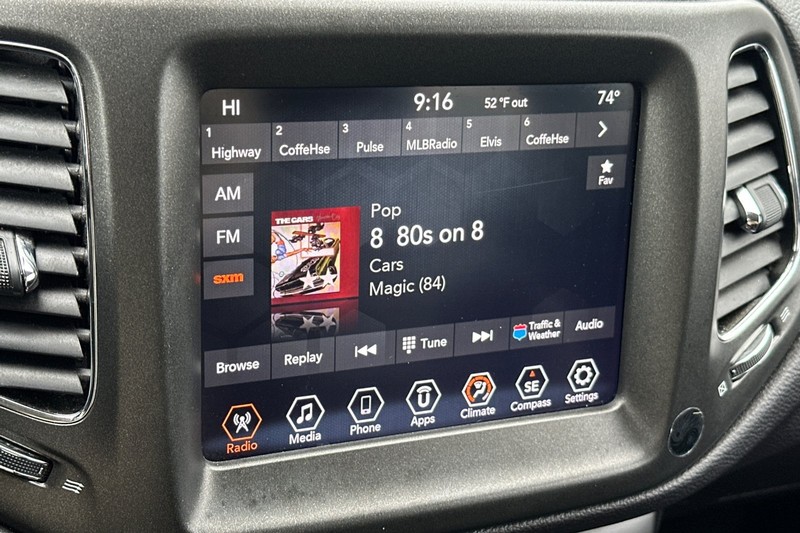 HI 9:16 52 °F out 74°
1 Highway 2 CoffeHse 3 Pulse 4 MLBRadio 5 Elvis 6 CoffeHse
Fav
AM
FM
sxm
THE CARS
Pop
8 80s on 8
Cars
Magic (84)
Browse Replay Tune Traffic & Weather Audio
Radio Media Phone Apps Climate SE Compass Settings